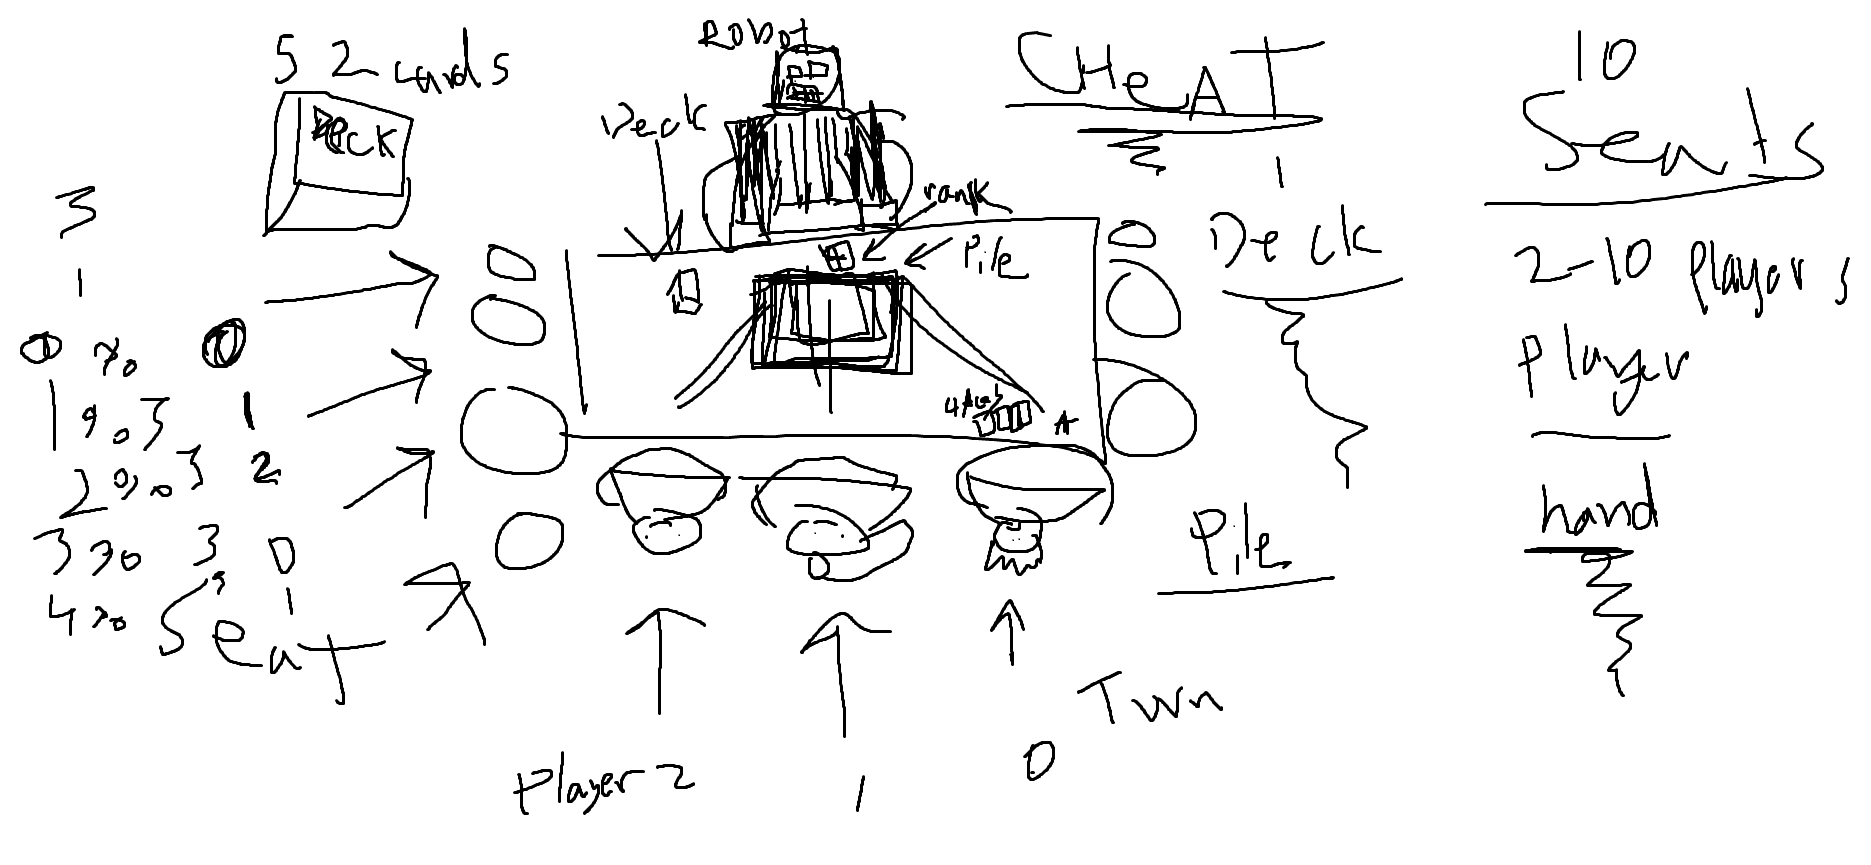 52 cards
Robot
CHeAT
10
Seats
Deck
Deck
rank
Pile
Deck
2-10 players
player
hand
3
1
0 % 0
1 % 3 1
2 % 3 2
3 % 3 0
4 % 3 1
Seat
4 Aces
A
Pile
Turn
0
1
Player 2